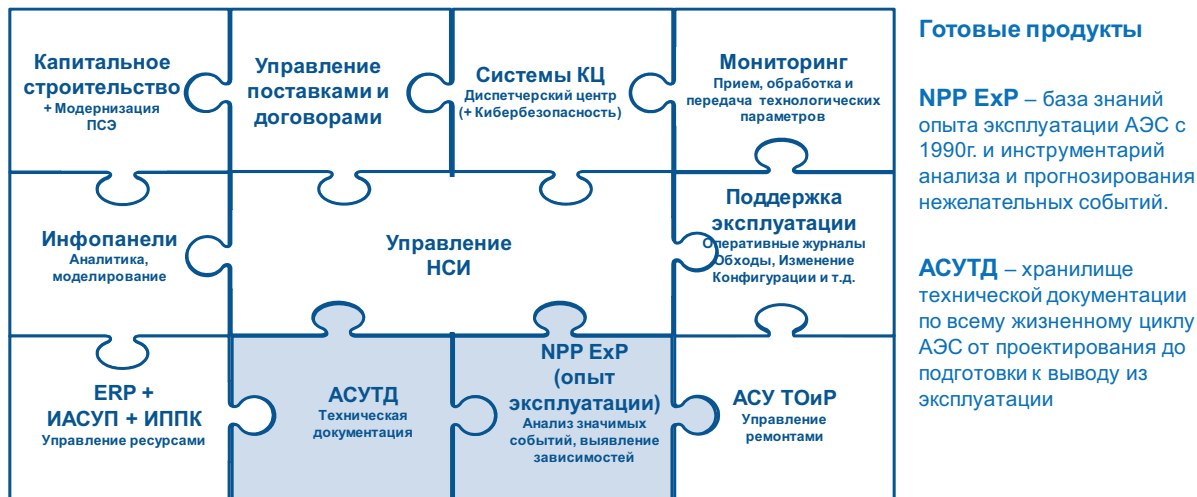 Капитальное
строительство
+ Модернизация
ПСЭ
Управление
поставками и
договорами
Системы КЦ
Диспетчерский центр
(+ Кибербезопасность)
Мониторинг
Прием, обработка и
передача технологических
параметров
Инфопанели
Аналитика,
моделирование
Управление
НСИ
Поддержка
эксплуатации
Оперативные журналы
Обходы, Изменение
Конфигурации и т.д.
ERP +
ИАСУП + ИППК
Управление ресурсами
АСУТД
Техническая
документация
NPP ExP
(опыт
эксплуатации)
Анализ значимых
событий, выявление
зависимостей
АСУ ТОиР
Управление
ремонтами
Готовые продукты
NPP ExP – база знаний
опыта эксплуатации АЭС с
1990г. и инструментарий
анализа и прогнозирования
нежелательных событий.
АСУТД – хранилище
технической документации
по всему жизненному циклу
АЭС от проектирования до
подготовки к выводу из
эксплуатации